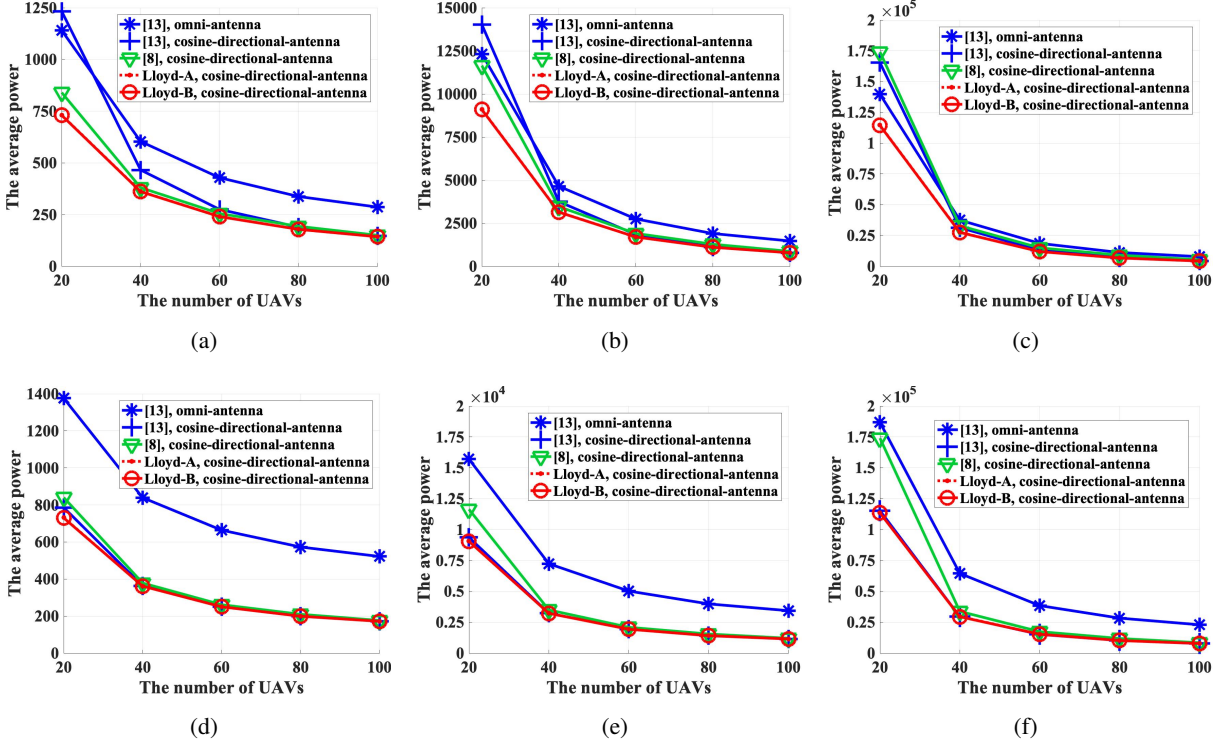 1250
1000
750
500
250
0
The average power
[13], omni-antenna
[13], cosine-directional-antenna
[8], cosine-directional-antenna
Lloyd-A, cosine-directional-antenna
Lloyd-B, cosine-directional-antenna
20 40 60 80 100
The number of UAVs
(a)
15000
12500
10000
7500
5000
2500
0
The average power
[13], omni-antenna
[13], cosine-directional-antenna
[8], cosine-directional-antenna
Lloyd-A, cosine-directional-antenna
Lloyd-B, cosine-directional-antenna
20 40 60 80 100
The number of UAVs
(b)
×10⁵
2
1.75
1.5
1.25
1
0.75
0.5
0.25
0
The average power
[13], omni-antenna
[13], cosine-directional-antenna
[8], cosine-directional-antenna
Lloyd-A, cosine-directional-antenna
Lloyd-B, cosine-directional-antenna
20 40 60 80 100
The number of UAVs
(c)
1400
1200
1000
800
600
400
200
0
The average power
[13], omni-antenna
[13], cosine-directional-antenna
[8], cosine-directional-antenna
Lloyd-A, cosine-directional-antenna
Lloyd-B, cosine-directional-antenna
20 40 60 80 100
The number of UAVs
(d)
×10⁴
2
1.75
1.5
1.25
1
0.75
0.5
0.25
0
The average power
[13], omni-antenna
[13], cosine-directional-antenna
[8], cosine-directional-antenna
Lloyd-A, cosine-directional-antenna
Lloyd-B, cosine-directional-antenna
20 40 60 80 100
The number of UAVs
(e)
×10⁵
2
1.75
1.5
1.25
1
0.75
0.5
0.25
0
The average power
[13], omni-antenna
[13], cosine-directional-antenna
[8], cosine-directional-antenna
Lloyd-A, cosine-directional-antenna
Lloyd-B, cosine-directional-antenna
20 40 60 80 100
The number of UAVs
(f)